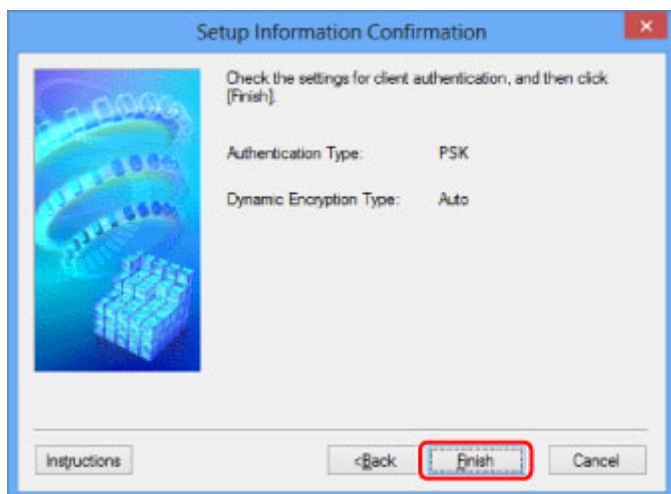 Setup Information Confirmation
Check the settings for client authentication, and then click
[Finish].
Authentication Type: PSK
Dynamic Encryption Type: Auto
Instructions <Back Finish Cancel